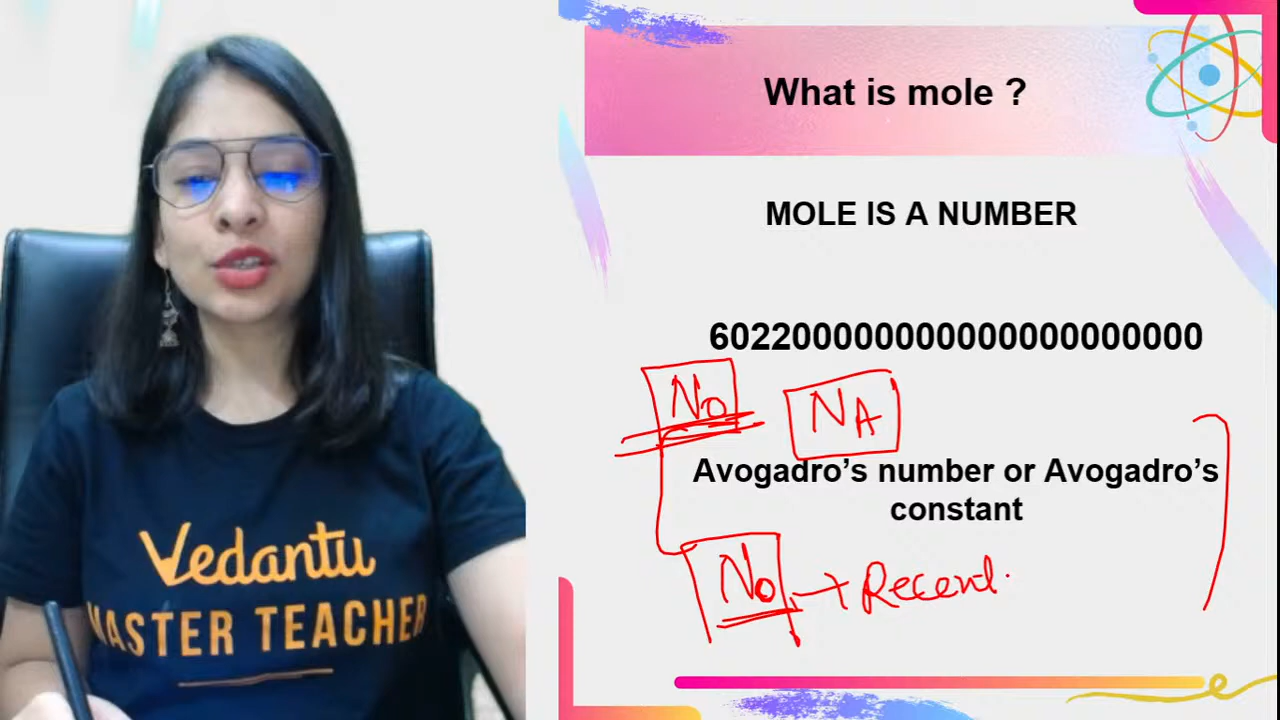 What is mole ?
MOLE IS A NUMBER
602200000000000000000000
No NA
Avogadro's number or Avogadro's
constant
No → Recent
Vedantu
MASTER TEACHER